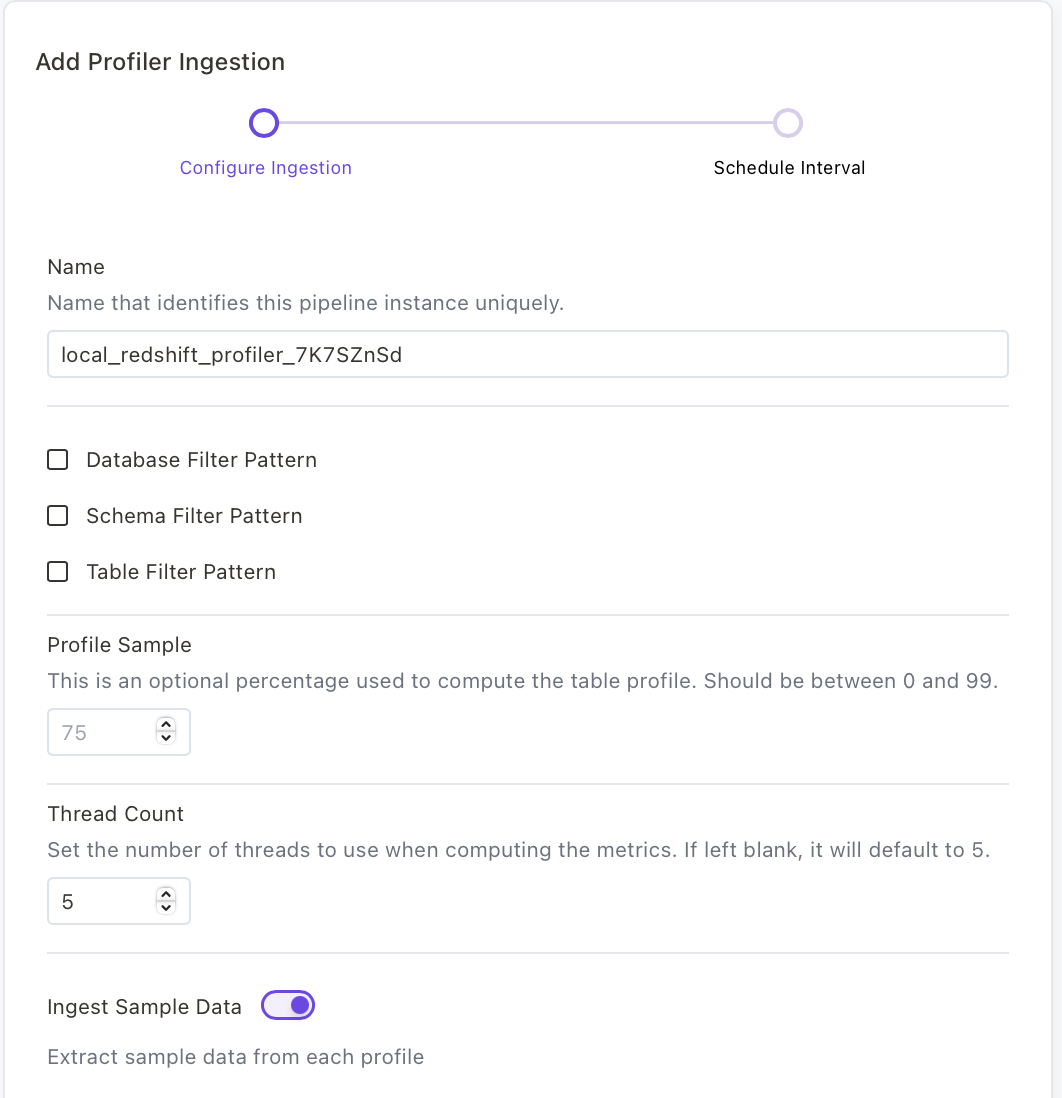 Add Profiler Ingestion
Configure Ingestion
Schedule Interval
Name
Name that identifies this pipeline instance uniquely.
local_redshift_profiler_7K7SZnSd
Database Filter Pattern
Schema Filter Pattern
Table Filter Pattern
Profile Sample
This is an optional percentage used to compute the table profile. Should be between 0 and 99.
75
Thread Count
Set the number of threads to use when computing the metrics. If left blank, it will default to 5.
5
Ingest Sample Data
Extract sample data from each profile